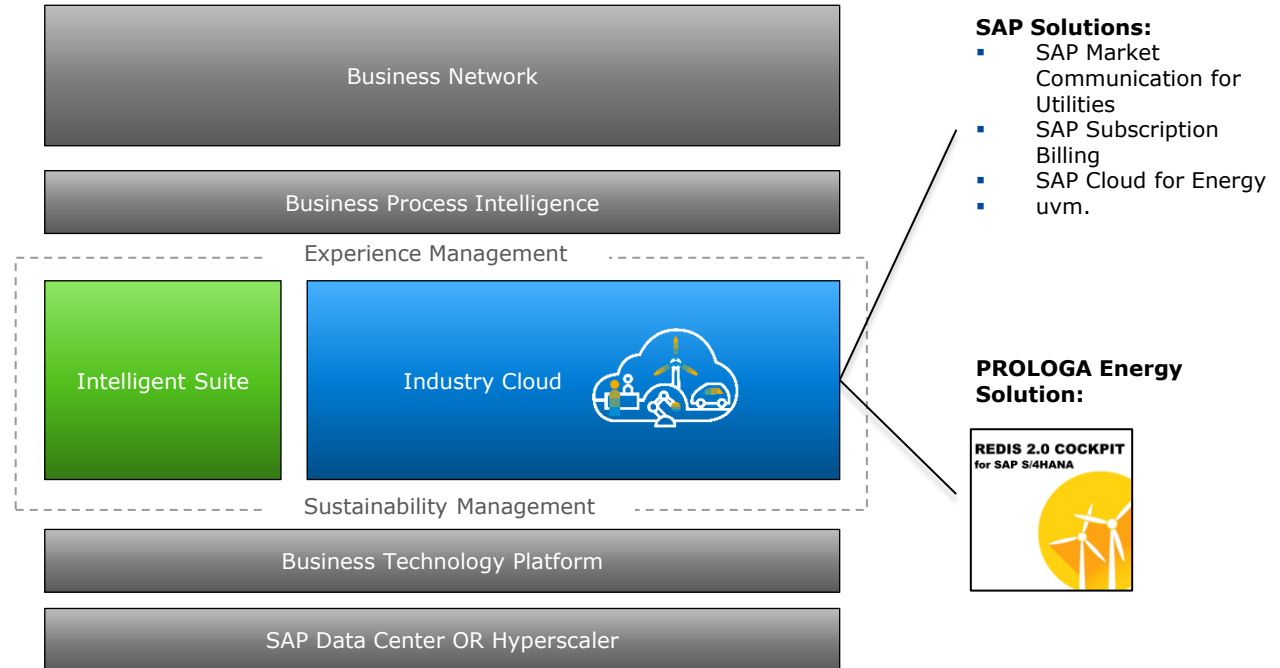 Business Network
Business Process Intelligence
Experience Management
Intelligent Suite
Industry Cloud
Sustainability Management
Business Technology Platform
SAP Data Center OR Hyperscaler
SAP Solutions:
▪ SAP Market
Communication for
Utilities
▪ SAP Subscription
Billing
▪ SAP Cloud for Energy
▪ uvm.
PROLOGA Energy
Solution:
REDIS 2.0 COCKPIT
for SAP S/4HANA